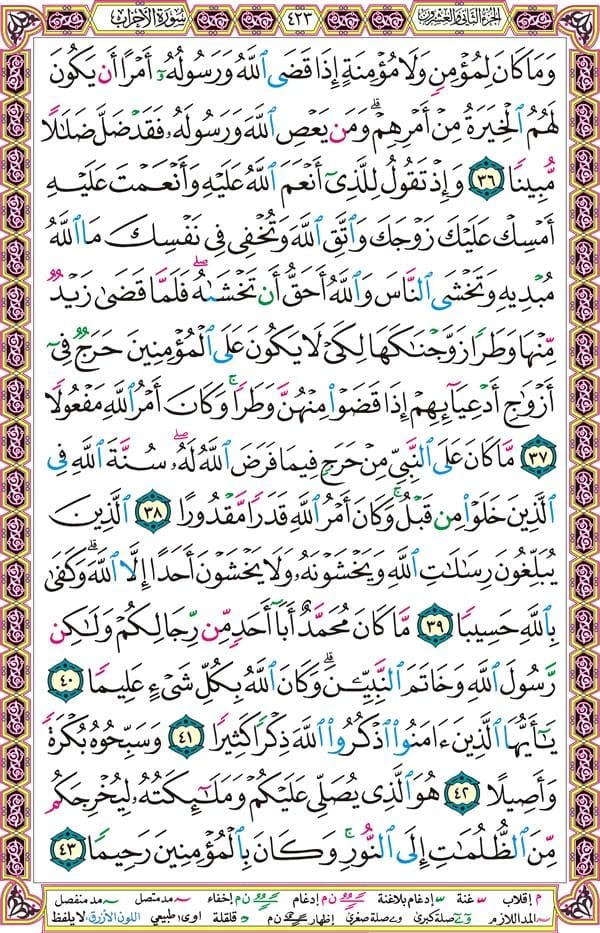 سورة الأحزاب
٤٢٣
الجزء الثاني والعشرون
وَمَا كَانَ لِمُؤْمِنٍ وَلَا مُؤْمِنَةٍ إِذَا قَضَى ٱللَّهُ وَرَسُولُهُۥٓ أَمْرًا أَن يَكُونَ
لَهُمُ ٱلْخِيَرَةُ مِنْ أَمْرِهِمْ ۗ وَمَن يَعْصِ ٱللَّهَ وَرَسُولَهُۥ فَقَدْ ضَلَّ ضَلَـٰلًا
مُّبِينًا ٣٦ وَإِذْ تَقُولُ لِلَّذِىٓ أَنْعَمَ ٱللَّهُ عَلَيْهِ وَأَنْعَمْتَ عَلَيْهِ
أَمْسِكْ عَلَيْكَ زَوْجَكَ وَٱتَّقِ ٱللَّهَ وَتُخْفِى فِى نَفْسِكَ مَا ٱللَّهُ
مُبْدِيهِ وَتَخْشَى ٱلنَّاسَ وَٱللَّهُ أَحَقُّ أَن تَخْشَىٰهُ ۖ فَلَمَّا قَضَىٰ زَيْدٌ
مِّنْهَا وَطَرًا زَوَّجْنَـٰكَهَا لِكَىْ لَا يَكُونَ عَلَى ٱلْمُؤْمِنِينَ حَرَجٌ فِىٓ
أَزْوَٰجِ أَدْعِيَآئِهِمْ إِذَا قَضَوْا۟ مِنْهُنَّ وَطَرًا ۚ وَكَانَ أَمْرُ ٱللَّهِ مَفْعُولًا
٣٧ مَّا كَانَ عَلَى ٱلنَّبِىِّ مِنْ حَرَجٍ فِيمَا فَرَضَ ٱللَّهُ لَهُۥ ۖ سُنَّةَ ٱللَّهِ فِى
ٱلَّذِينَ خَلَوْا۟ مِن قَبْلُ ۚ وَكَانَ أَمْرُ ٱللَّهِ قَدَرًا مَّقْدُورًا ٣٨ ٱلَّذِينَ
يُبَلِّغُونَ رِسَـٰلَـٰتِ ٱللَّهِ وَيَخْشَوْنَهُۥ وَلَا يَخْشَوْنَ أَحَدًا إِلَّا ٱللَّهَ ۗ وَكَفَىٰ
بِٱللَّهِ حَسِيبًا ٣٩ مَّا كَانَ مُحَمَّدٌ أَبَآ أَحَدٍ مِّن رِّجَالِكُمْ وَلَـٰكِن
رَّسُولَ ٱللَّهِ وَخَاتَمَ ٱلنَّبِيِّـۧنَ ۗ وَكَانَ ٱللَّهُ بِكُلِّ شَىْءٍ عَلِيمًا ٤٠
يَـٰٓأَيُّهَا ٱلَّذِينَ ءَامَنُوا۟ ٱذْكُرُوا۟ ٱللَّهَ ذِكْرًا كَثِيرًا ٤١ وَسَبِّحُوهُ بُكْرَةً
وَأَصِيلًا ٤٢ هُوَ ٱلَّذِى يُصَلِّى عَلَيْكُمْ وَمَلَـٰٓئِكَتُهُۥ لِيُخْرِجَكُم
مِّنَ ٱلظُّلُمَـٰتِ إِلَى ٱلنُّورِ ۚ وَكَانَ بِٱلْمُؤْمِنِينَ رَحِيمًا ٤٣
م إقلاب س غنة س إدغام بلاغنة ن م إدغام ن م إخفاء مد متصل مد منفصل
المد اللازم صلة كبرى صلة صغرى إظهار ن م قلقلة اوى: طبيعي اللون الأزرق: لا يلفظ